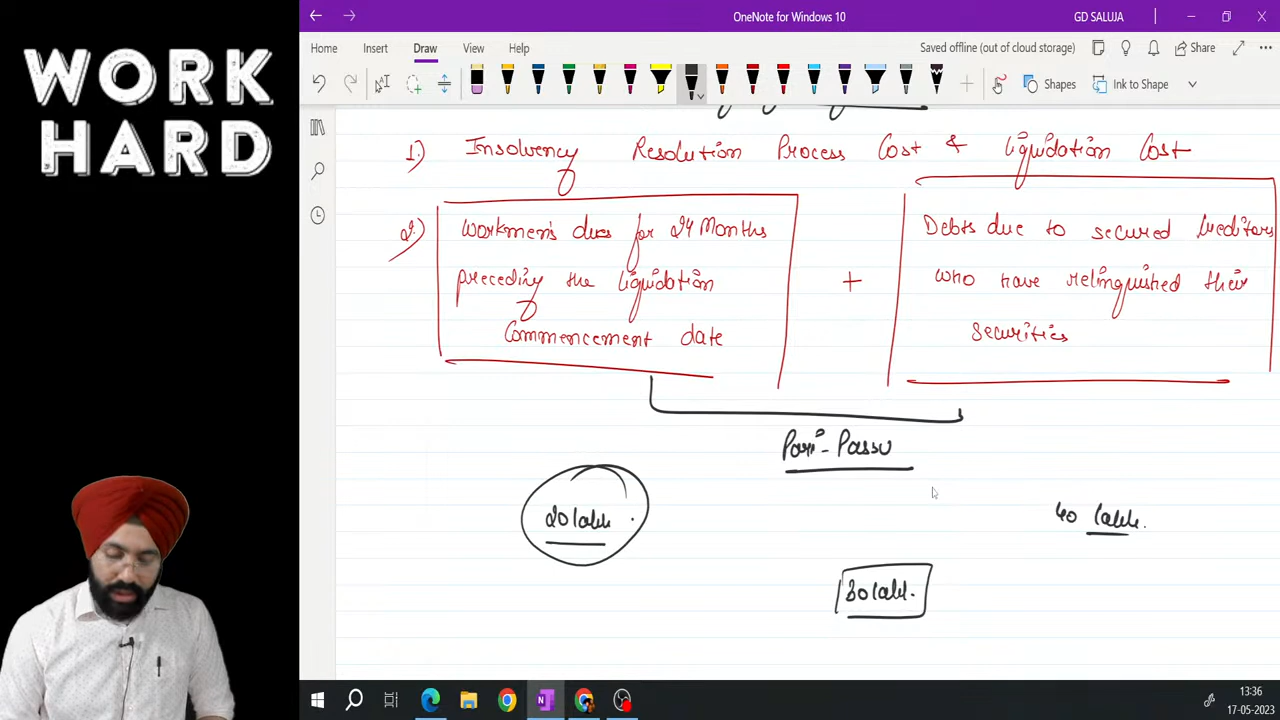 WORK
HARD
OneNote for Windows 10
GD SALUJA
Home Insert Draw View Help
Saved offline (out of cloud storage)
Share
Shapes
Ink to Shape
1.) Insolvency Resolution Process Cost & Liquidation Cost
2.) Workmen's dues for 24 Months
preceding the liquidation
Commencement date
+
Debts due to secured Creditors
who have relinquished their
securities
Pari-Passu
20 lakh.
40 lakh.
30 lakh.
13:36
17-05-2023